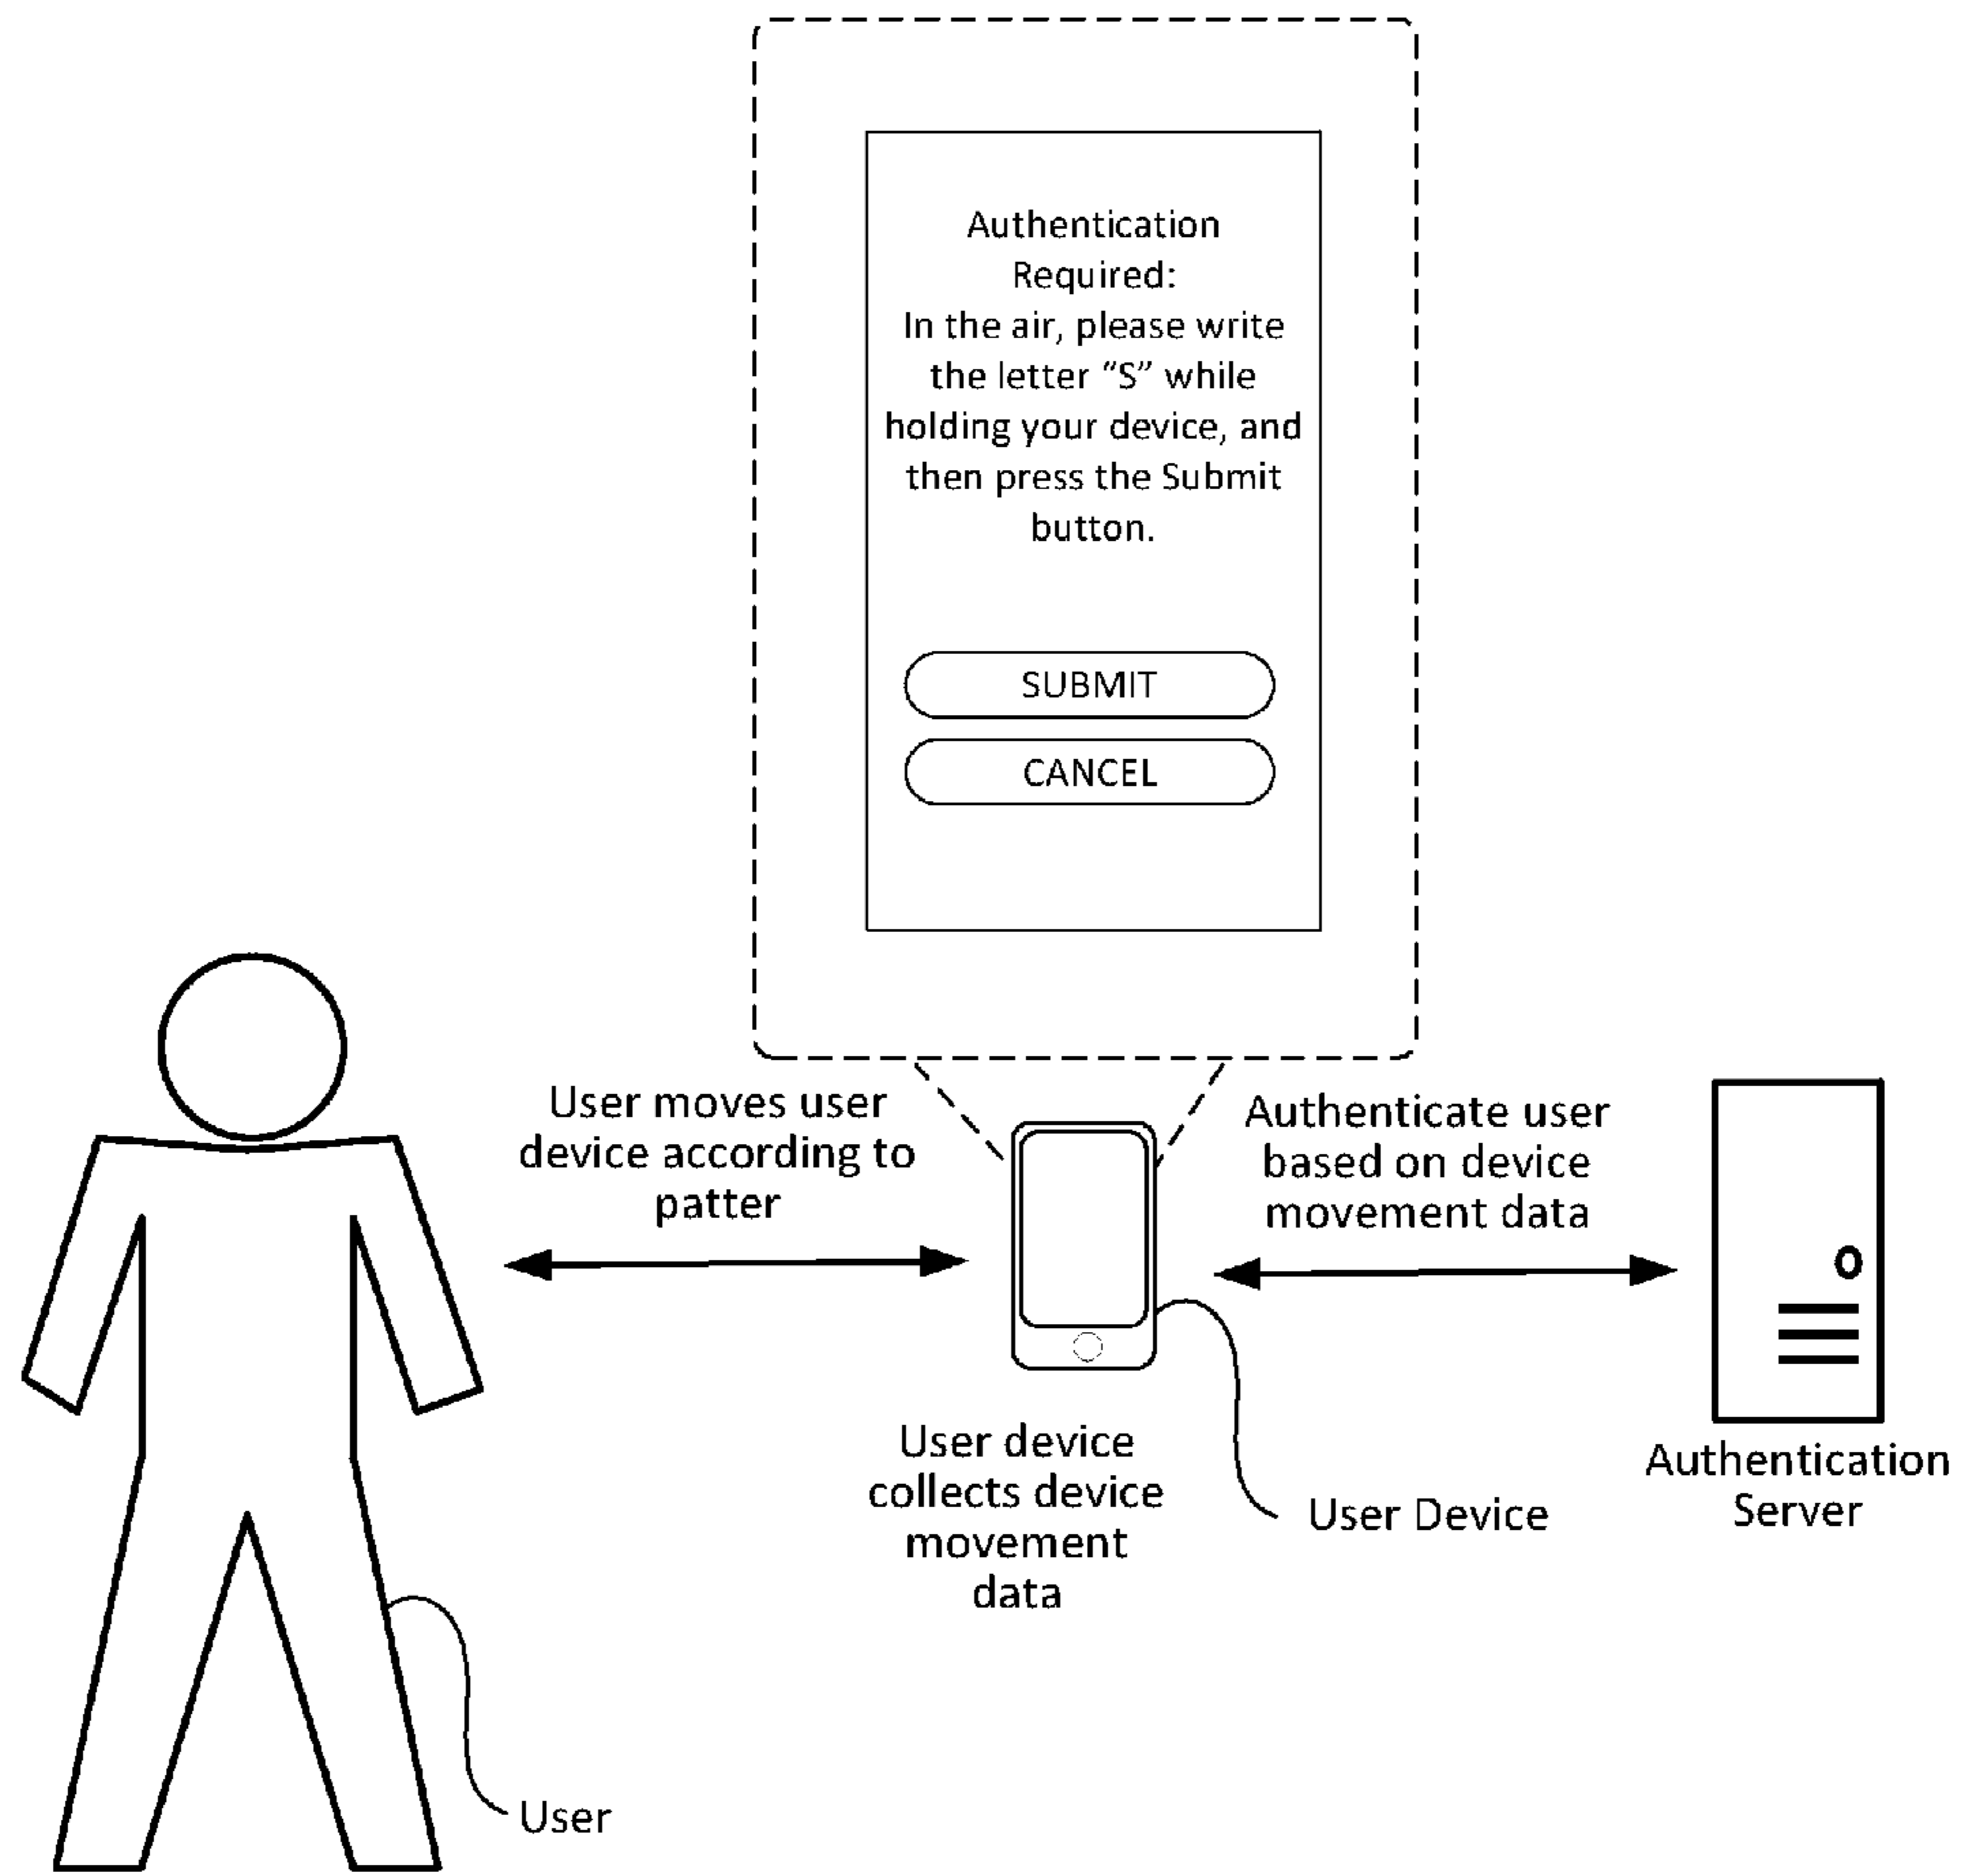 Authentication
Required:
In the air, please write
the letter “S” while
holding your device, and
then press the Submit
button.
SUBMIT
CANCEL
User moves user
device according to
patter
Authenticate user
based on device
movement data
User device
collects device
movement
data
User Device
Authentication
Server
User